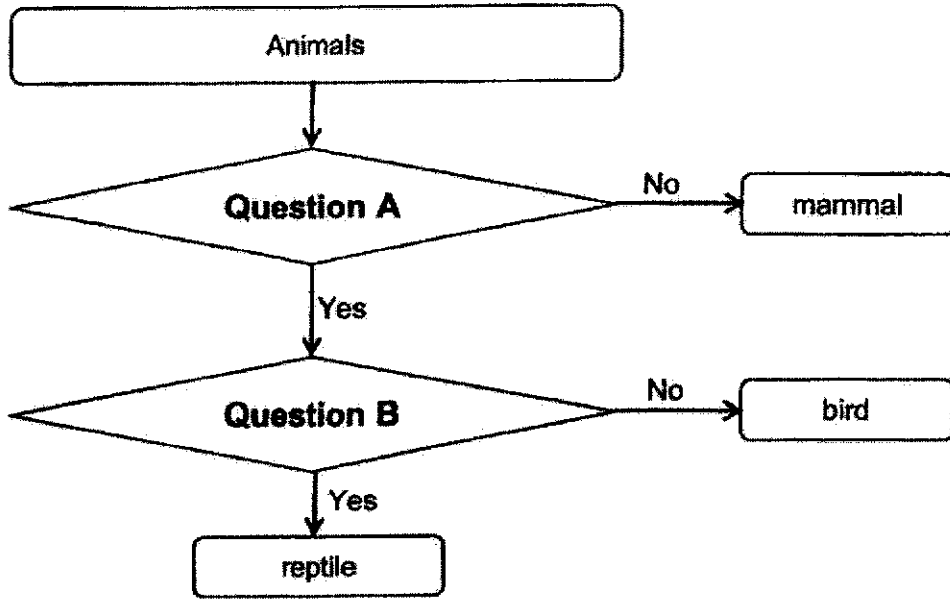 Animals
Question A
No
mammal
Yes
Question B
No
bird
Yes
reptile